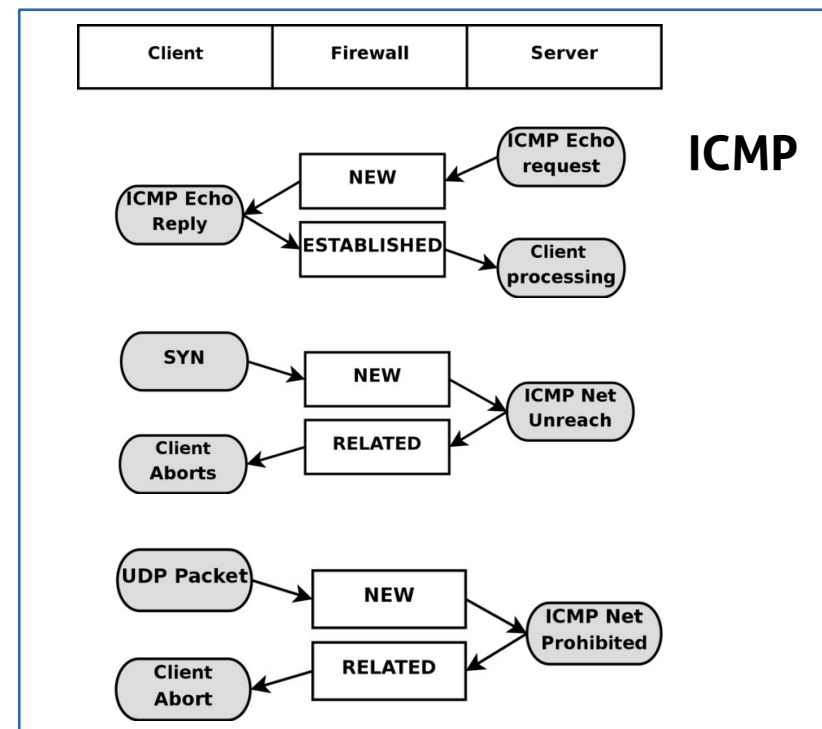 Client Firewall Server
ICMP
ICMP Echo
request
NEW
ICMP Echo
Reply
ESTABLISHED
Client
processing
SYN
NEW
ICMP Net
Unreach
RELATED
Client
Aborts
UDP Packet
NEW
ICMP Net
Prohibited
RELATED
Client
Abort